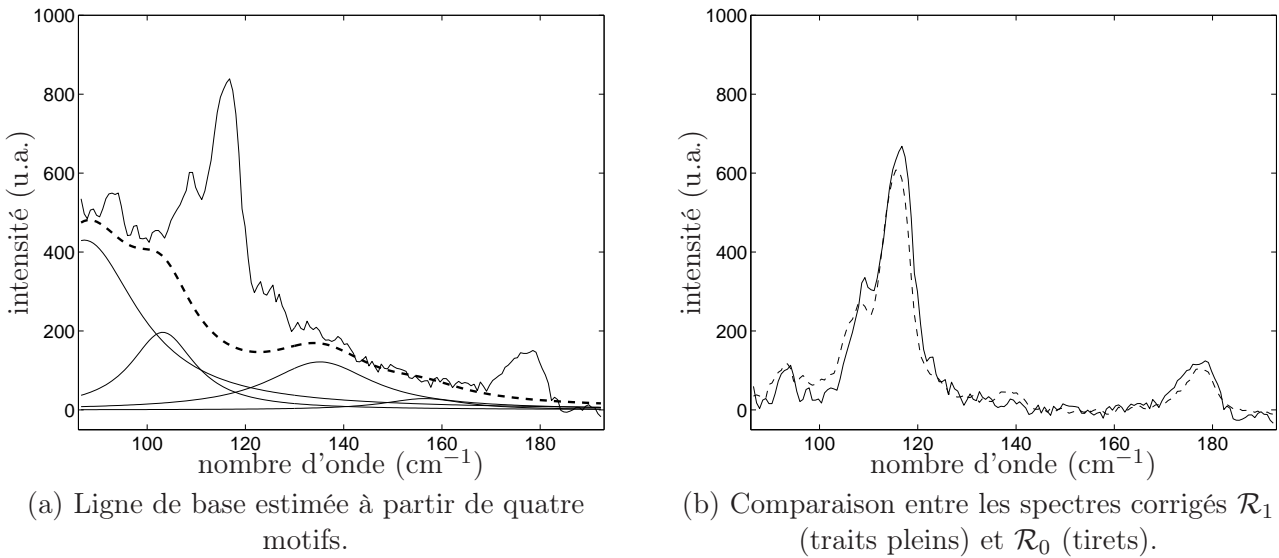 1000
800
600
400
200
0
intensité (u.a.)
100 120 140 160 180
nombre d'onde (cm⁻¹)
(a) Ligne de base estimée à partir de quatre
motifs.
1000
800
600
400
200
0
intensité (u.a.)
100 120 140 160 180
nombre d'onde (cm⁻¹)
(b) Comparaison entre les spectres corrigés ℛ₁
(traits pleins) et ℛ₀ (tirets).